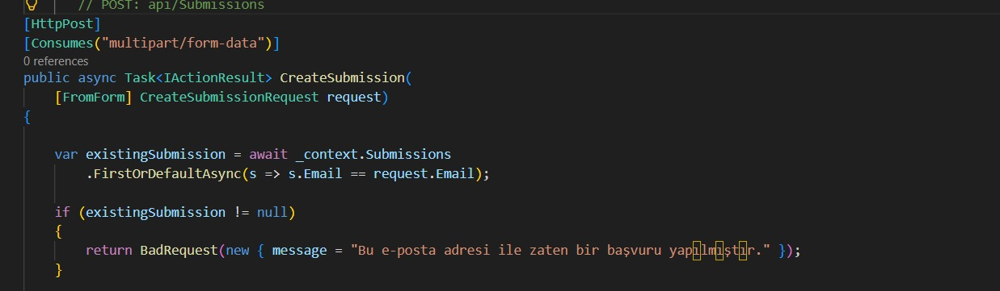 // POST: api/Submissions
[HttpPost]
[Consumes("multipart/form-data")]
0 references
public async Task<IActionResult> CreateSubmission(
[FromForm] CreateSubmissionRequest request)
{
var existingSubmission = await _context.Submissions
.FirstOrDefaultAsync(s => s.Email == request.Email);
if (existingSubmission != null)
{
return BadRequest(new { message = "Bu e-posta adresi ile zaten bir başvuru yapılmıştır." });
}